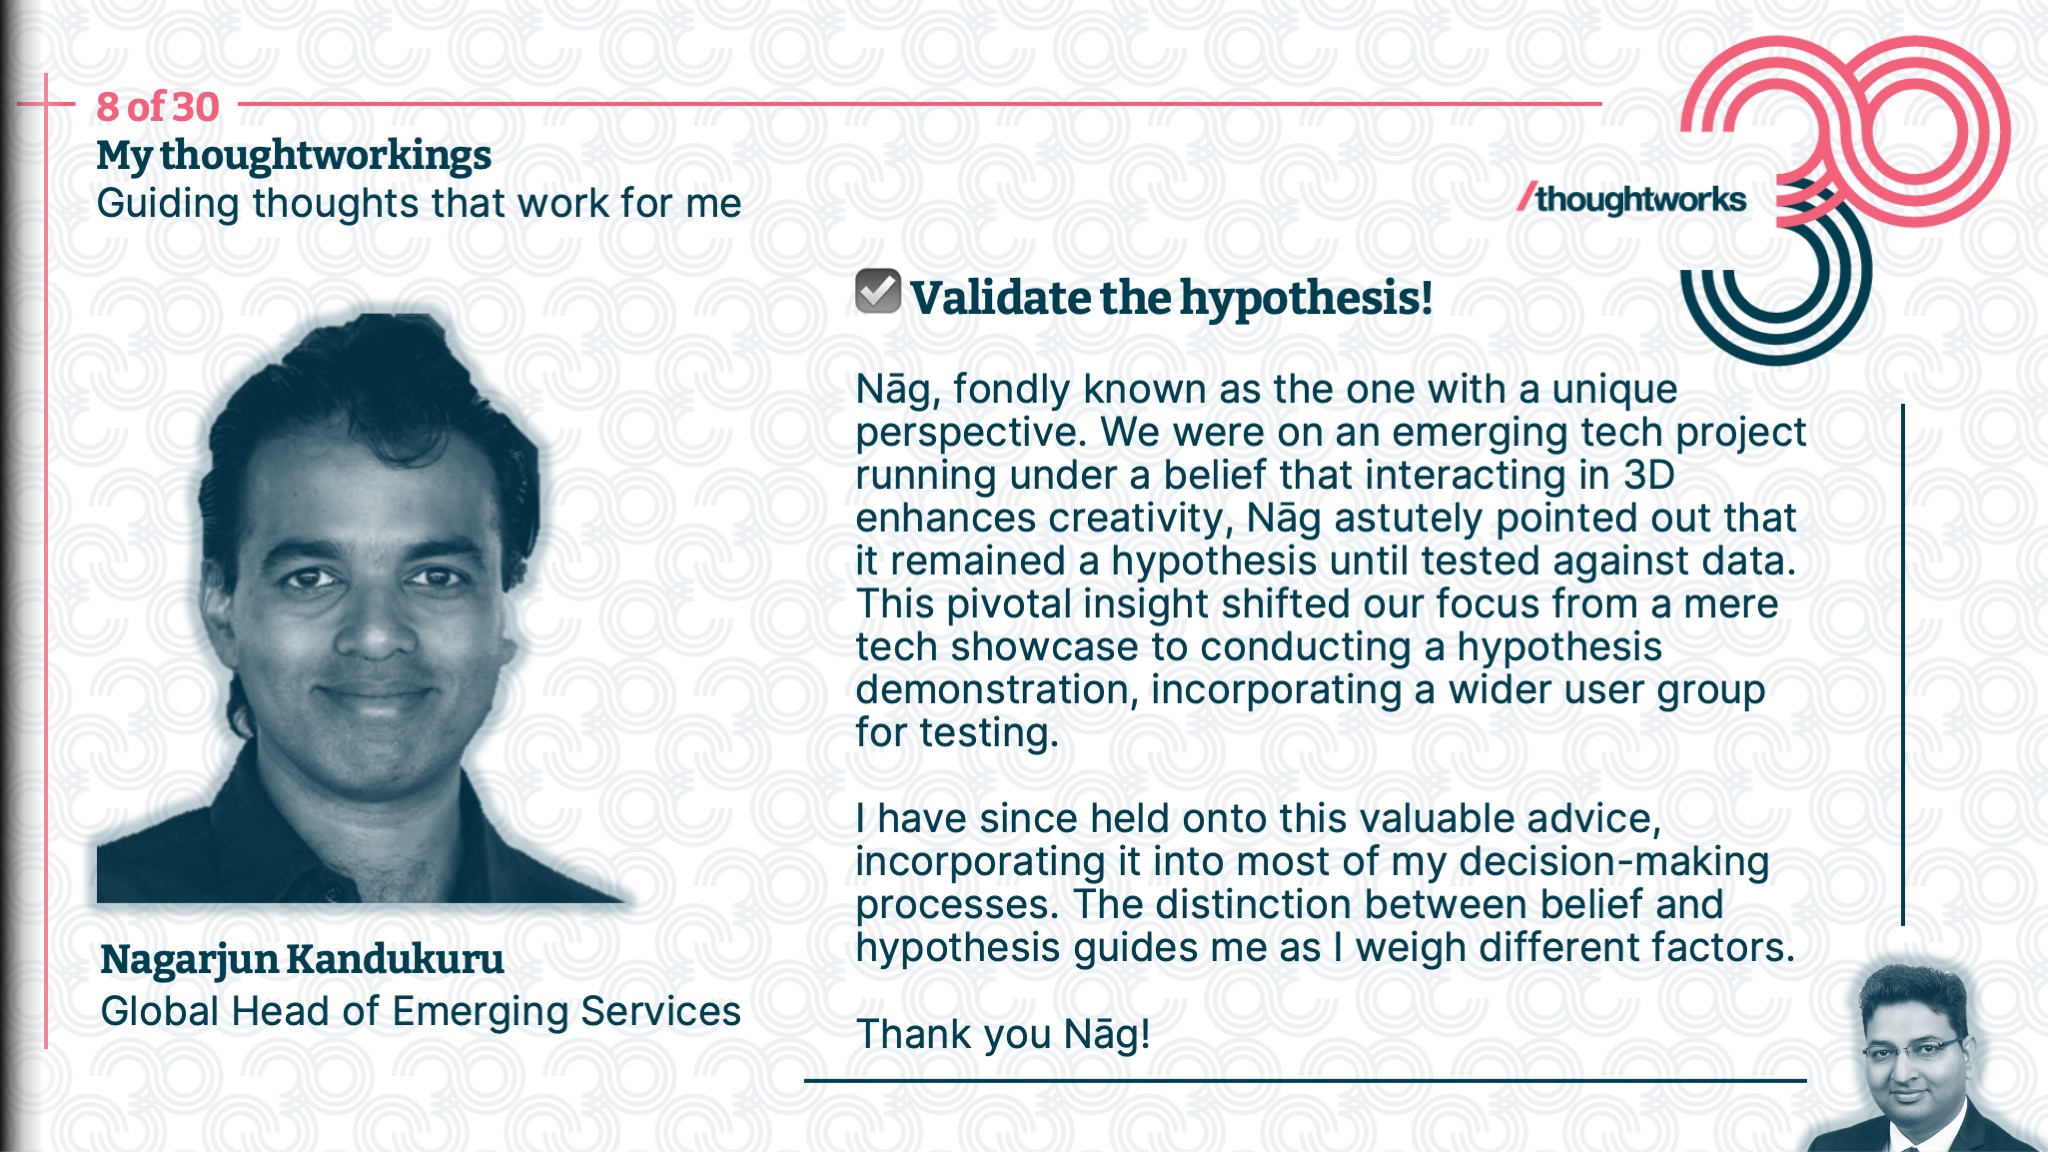 8 of 30
My thoughtworkings
Guiding thoughts that work for me
/thoughtworks
30
3
☑ Validate the hypothesis!
Nāg, fondly known as the one with a unique
perspective. We were on an emerging tech project
running under a belief that interacting in 3D
enhances creativity, Nāg astutely pointed out that
it remained a hypothesis until tested against data.
This pivotal insight shifted our focus from a mere
tech showcase to conducting a hypothesis
demonstration, incorporating a wider user group
for testing.
I have since held onto this valuable advice,
incorporating it into most of my decision-making
processes. The distinction between belief and
hypothesis guides me as I weigh different factors.
Thank you Nāg!
Nagarjun Kandukuru
Global Head of Emerging Services